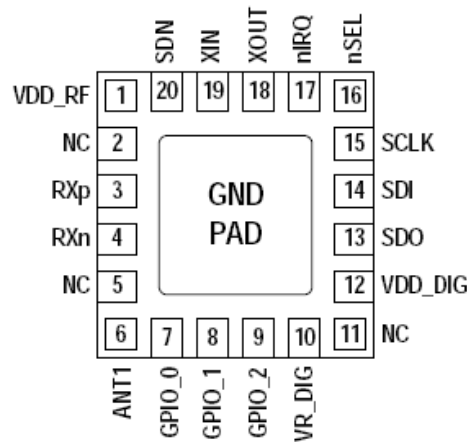 SDN
XIN
XOUT
nIRQ
nSEL
VDD_RF 1 20 19 18 17 16
NC 2 15 SCLK
RXp 3 GND 14 SDI
RXn 4 PAD 13 SDO
NC 5 12 VDD_DIG
6 7 8 9 10 11 NC
ANT1
GPIO_0
GPIO_1
GPIO_2
VR_DIG